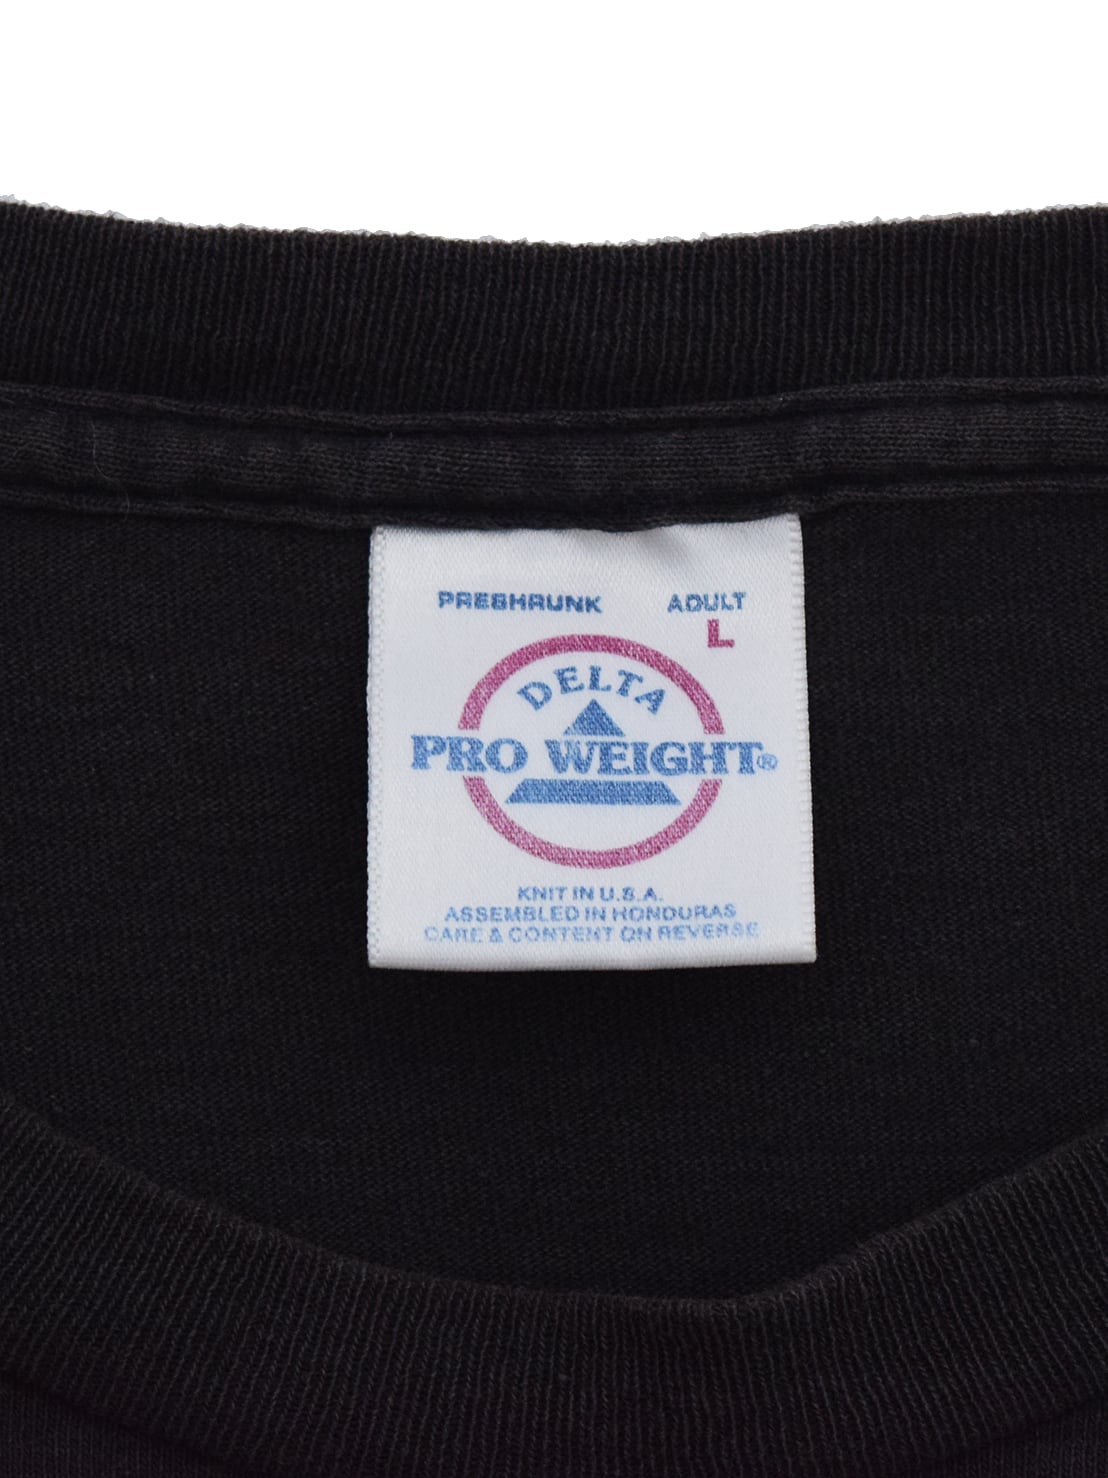 PRESHRUNK ADULT
L
DELTA
PRO WEIGHT®
KNIT IN U.S.A.
ASSEMBLED IN HONDURAS
CARE & CONTENT ON REVERSE